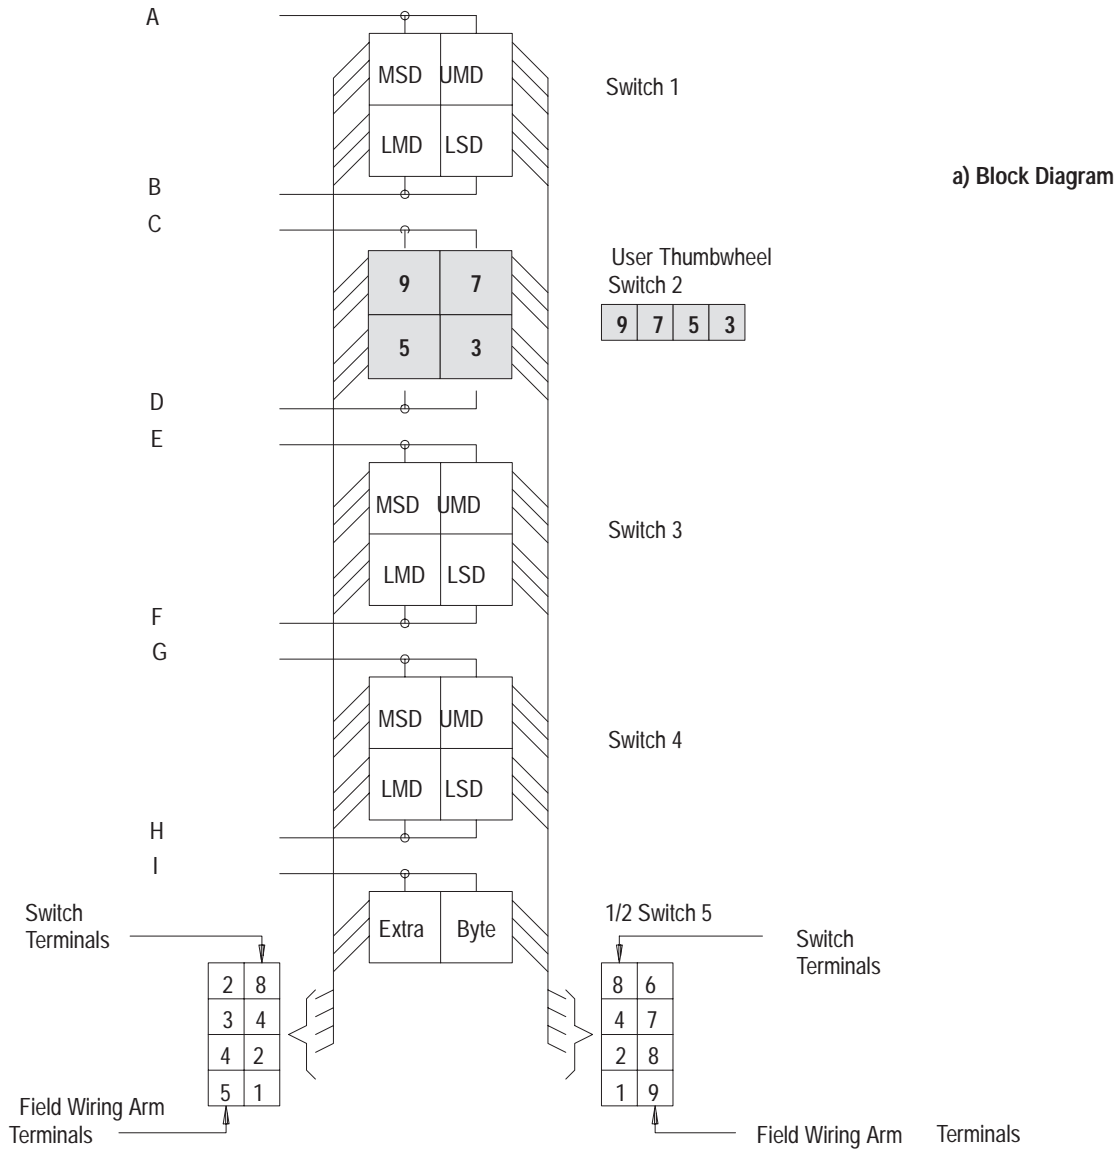 A
MSD UMD
Switch 1
LMD LSD
a) Block Diagram
B
C
User Thumbwheel
Switch 2
9 7
9 7 5 3
5 3
D
E
MSD UMD
Switch 3
LMD LSD
F
G
MSD UMD
Switch 4
LMD LSD
H
I
Switch
Terminals
Extra Byte
1/2 Switch 5
Switch
Terminals
2 8
3 4
4 2
5 1
8 6
4 7
2 8
1 9
Field Wiring Arm
Terminals
Field Wiring Arm Terminals